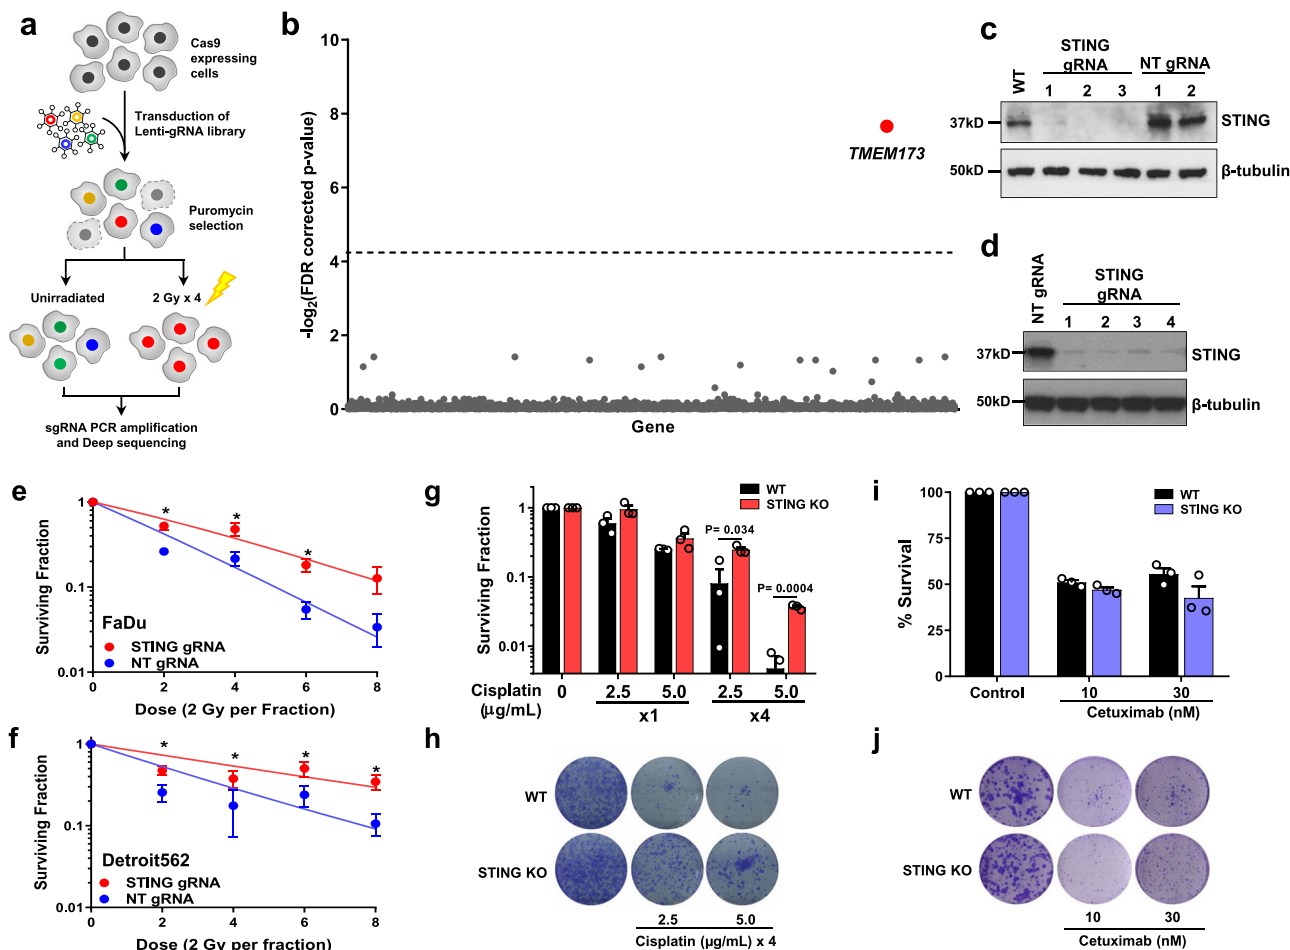 a
Cas9
expressing
cells
Transduction of
Lenti-gRNA library
Puromycin
selection
Unirradiated
2 Gy x 4
sgRNA PCR amplification
and Deep sequencing
b
-log2(FDR corrected p-value)
10
8
6
4
2
0
TMEM173
Gene
c
STING
gRNA
NT gRNA
WT
1
2
3
1
2
37kD
STING
50kD
β-tubulin
d
NT gRNA
STING
gRNA
1
2
3
4
37kD
STING
50kD
β-tubulin
e
Surviving Fraction
1
0.1
0.01
*
*
*
FaDu
STING gRNA
NT gRNA
0
2
4
6
8
Dose (2 Gy per Fraction)
f
Surviving Fraction
1
0.1
0.01
*
*
*
*
Detroit562
STING gRNA
NT gRNA
0
2
4
6
8
Dose (2 Gy per fraction)
g
WT
STING KO
Surviving Fraction
1
0.1
0.01
P= 0.034
P= 0.0004
Cisplatin
(µg/mL)
0
2.5
5.0
2.5
5.0
x1
x4
h
WT
STING KO
2.5
5.0
Cisplatin (µg/mL) x 4
i
WT
STING KO
% Survival
100
75
50
25
0
Control
10
30
Cetuximab (nM)
j
WT
STING KO
10
30
Cetuximab (nM)